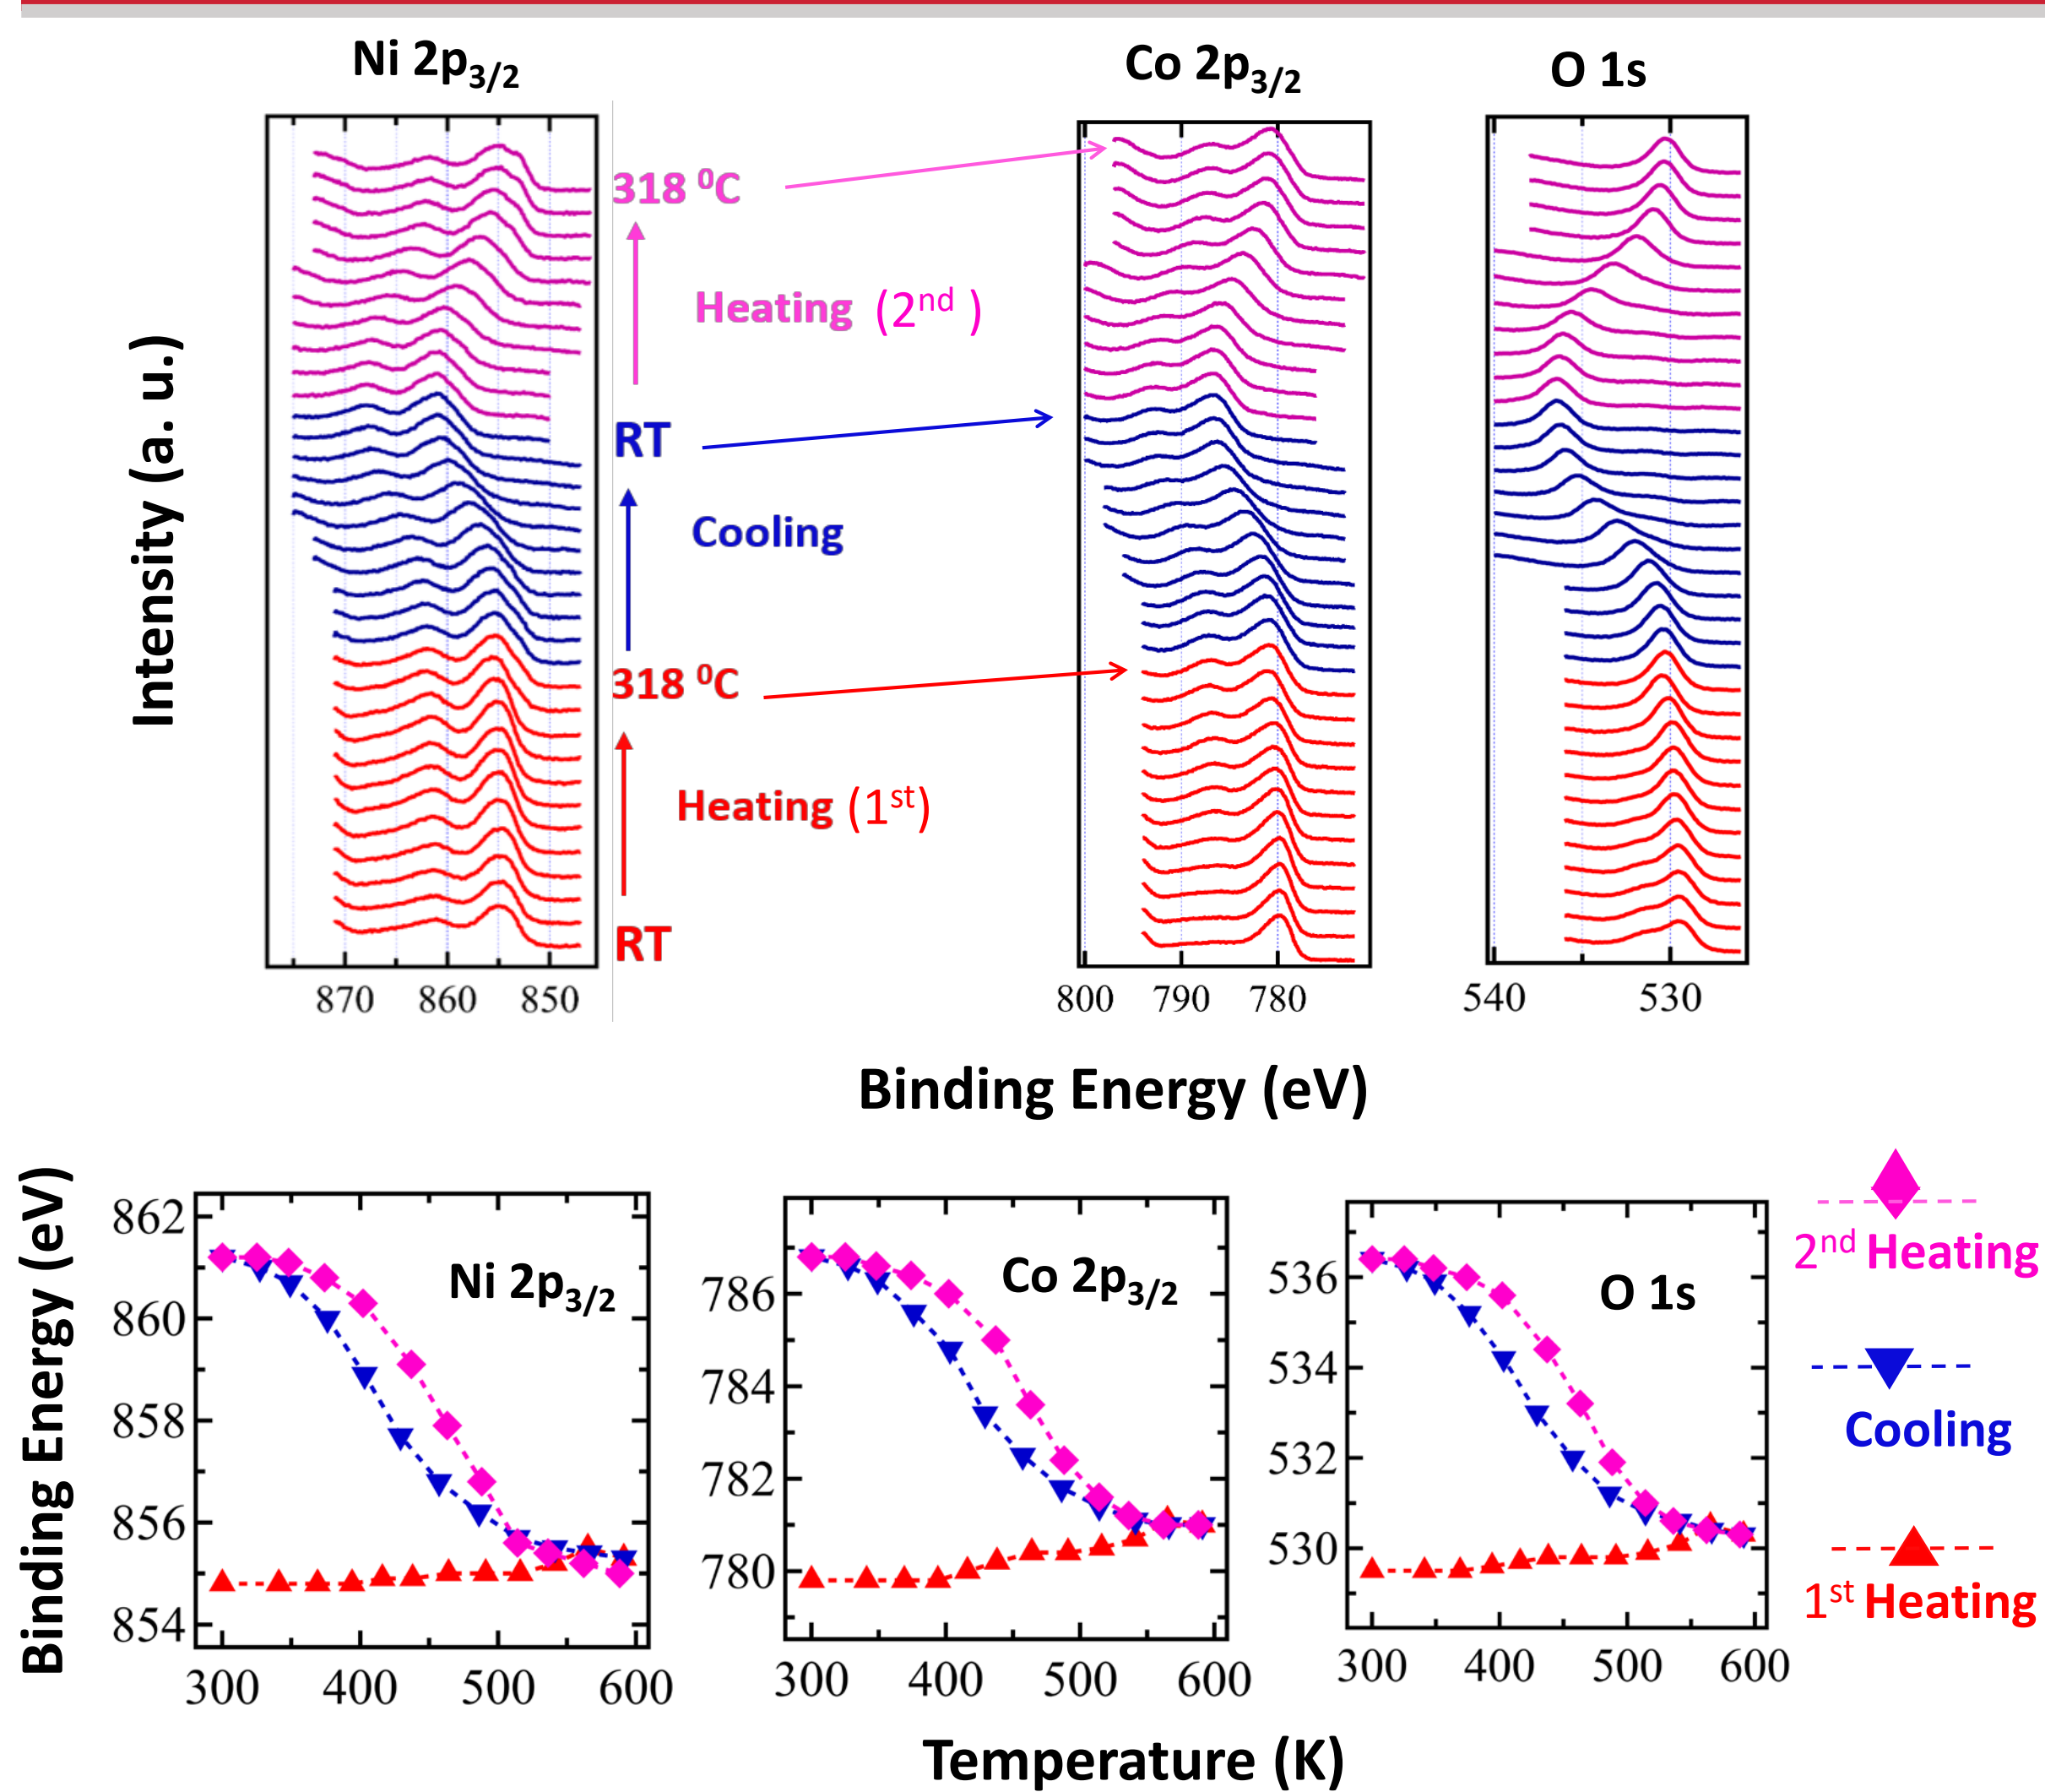 Ni 2p3/2
Co 2p3/2
O 1s
Intensity (a. u.)
318 ⁰C
Heating (2nd )
RT
Cooling
318 ⁰C
Heating (1st)
RT
870 860 850
800 790 780
540 530
Binding Energy (eV)
Binding Energy (eV)
862
860
858
856
854
Ni 2p3/2
300 400 500 600
786
784
782
780
Co 2p3/2
300 400 500 600
536
534
532
530
O 1s
300 400 500 600
2nd Heating
Cooling
1st Heating
Temperature (K)